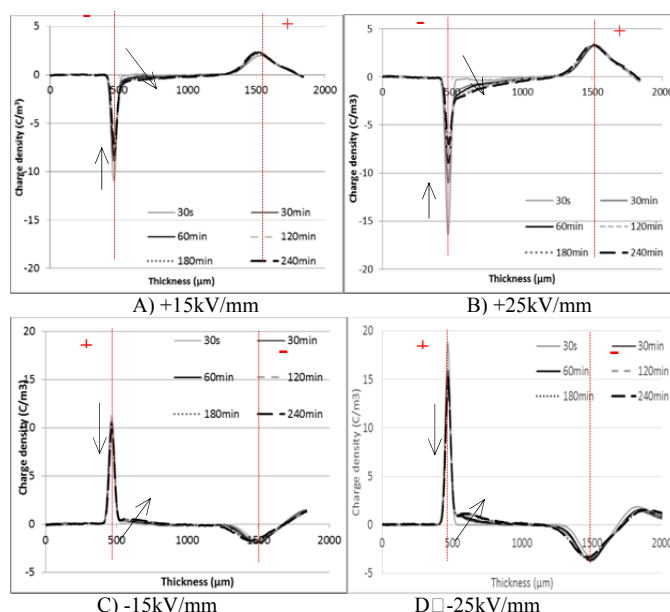 - +
5
0
-5
-10
-15
-20
0 500 1000 1500 2000
Charge density (C/m³)
30s 30min
60min 120min
180min 240min
Thickness (µm)
A) +15kV/mm
- +
5
0
-5
-10
-15
-20
0 500 1000 1500 2000
Charge density (C/m3)
30s 30min
60min 120min
180min 240min
Thickness (µm)
B) +25kV/mm
+ -
20
15
10
5
0
-5
0 500 1000 1500 2000
Charge density (C/m3)
30s 30min
60min 120min
180min 240min
Thickness (µm)
C) -15kV/mm
+ -
20
15
10
5
0
-5
0 500 1000 1500 2000
Charge density (C/m3)
30s 30min
60min 120min
180min 240min
Thickness (µm)
D□-25kV/mm